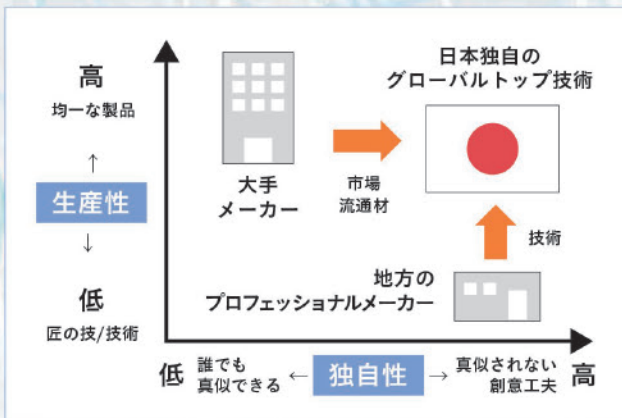 日本独自の
グローバルトップ技術
高
均一な製品
↑
生産性
↓
低
匠の技/技術
大手
メーカー
市場
流通材
技術
地方の
プロフェッショナルメーカー
低
誰でも
真似できる
←
独自性
→
真似されない
創意工夫
高